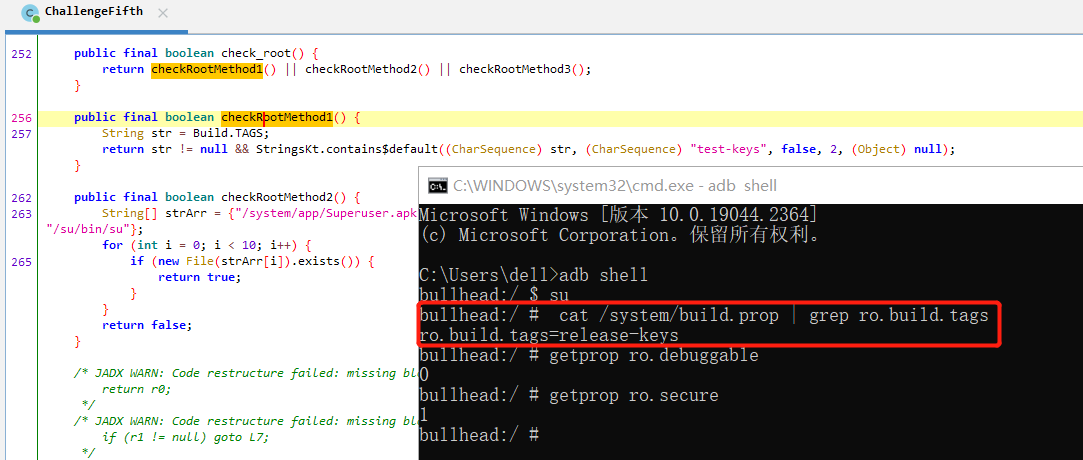 ChallengeFifth
252 public final boolean check_root() {
return checkRootMethod1() || checkRootMethod2() || checkRootMethod3();
}
256 public final boolean checkRootMethod1() {
257 String str = Build.TAGS;
return str != null && StringsKt.contains$default((CharSequence) str, (CharSequence) "test-keys", false, 2, (Object) null);
}
262 public final boolean checkRootMethod2() {
263 String[] strArr = {"/system/app/Superuser.apk
"/su/bin/su"};
for (int i = 0; i < 10; i++) {
265 if (new File(strArr[i]).exists()) {
return true;
}
}
return false;
}
/* JADX WARN: Code restructure failed: missing bl
return r0;
*/
/* JADX WARN: Code restructure failed: missing bl
if (r1 != null) goto L7;
*/
C:\WINDOWS\system32\cmd.exe - adb shell
Microsoft Windows [版本 10.0.19044.2364]
(c) Microsoft Corporation。保留所有权利。
C:\Users\dell>adb shell
bullhead:/ $ su
bullhead:/ # cat /system/build.prop | grep ro.build.tags
ro.build.tags=release-keys
bullhead:/ # getprop ro.debuggable
0
bullhead:/ # getprop ro.secure
1
bullhead:/ #